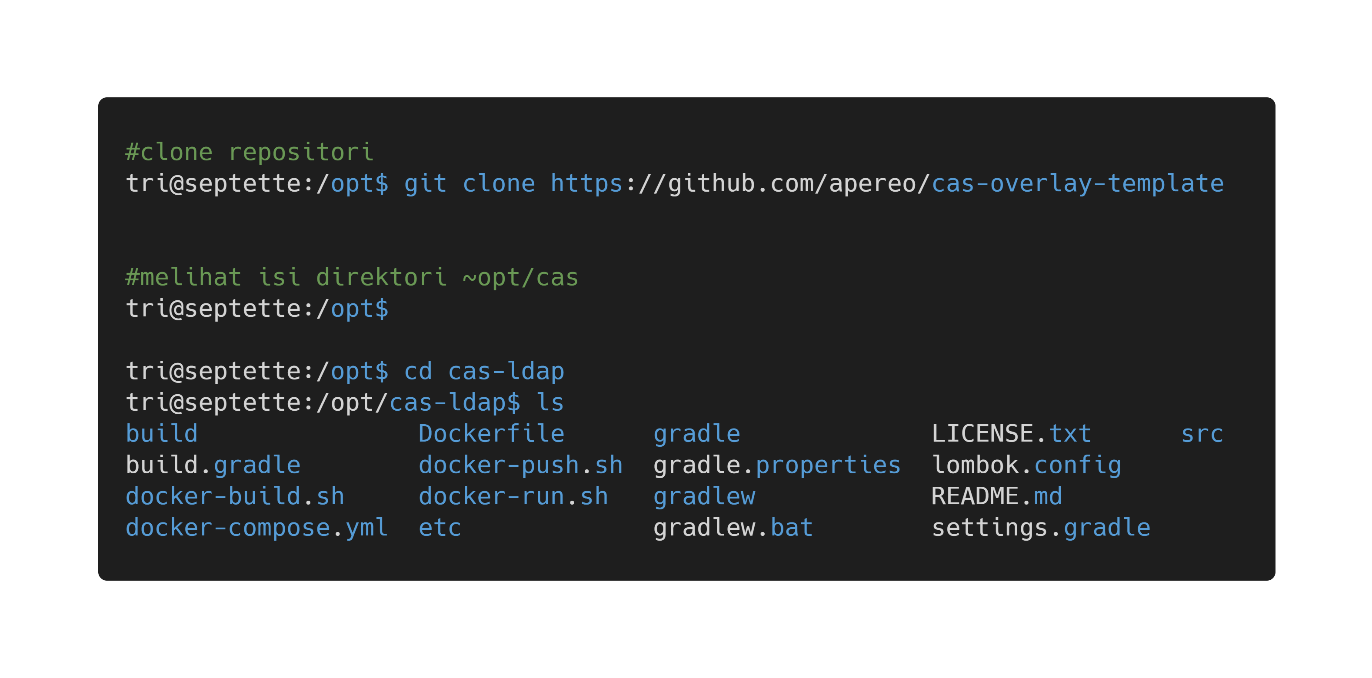 #clone repositori
tri@septette:/opt$ git clone https://github.com/apereo/cas-overlay-template
#melihat isi direktori ~opt/cas
tri@septette:/opt$
tri@septette:/opt$ cd cas-ldap
tri@septette:/opt/cas-ldap$ ls
build               Dockerfile      gradle             LICENSE.txt      src
build.gradle        docker-push.sh  gradle.properties  lombok.config
docker-build.sh     docker-run.sh   gradlew            README.md
docker-compose.yml  etc             gradlew.bat        settings.gradle